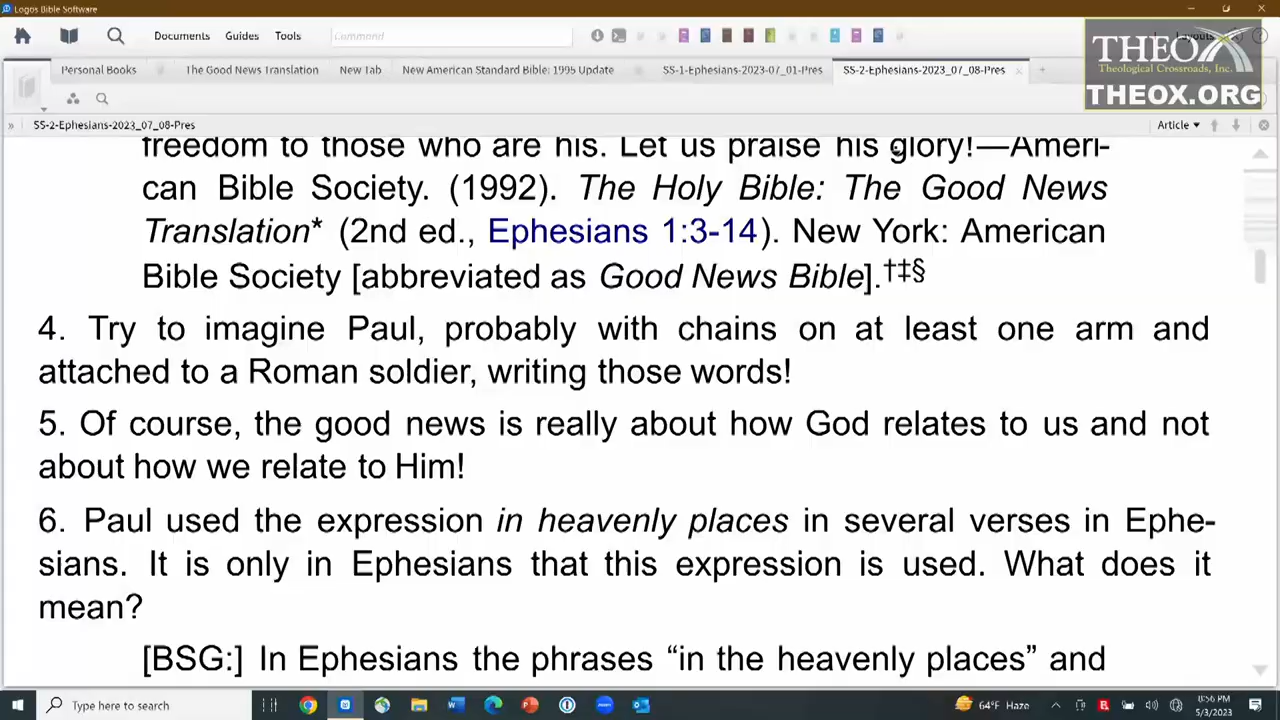 Logos Bible Software
Documents Guides Tools Command
THEOX
Theological Crossroads, Inc.
THEOX.ORG
Personal Books The Good News Translation New Tab New American Standard Bible: 1995 Update SS-1-Ephesians-2023-07_01-Pres SS-2-Ephesians-2023_07_08-Pres
» SS-2-Ephesians-2023_07_08-Pres Article
freedom to those who are his. Let us praise his glory!—Ameri-
can Bible Society. (1992). The Holy Bible: The Good News
Translation* (2nd ed., Ephesians 1:3-14). New York: American
Bible Society [abbreviated as Good News Bible].†‡§
4. Try to imagine Paul, probably with chains on at least one arm and
attached to a Roman soldier, writing those words!
5. Of course, the good news is really about how God relates to us and not
about how we relate to Him!
6. Paul used the expression in heavenly places in several verses in Ephe-
sians. It is only in Ephesians that this expression is used. What does it
mean?
[BSG:] In Ephesians the phrases “in the heavenly places” and
Type here to search 64°F Haze 8:56 PM
5/3/2023